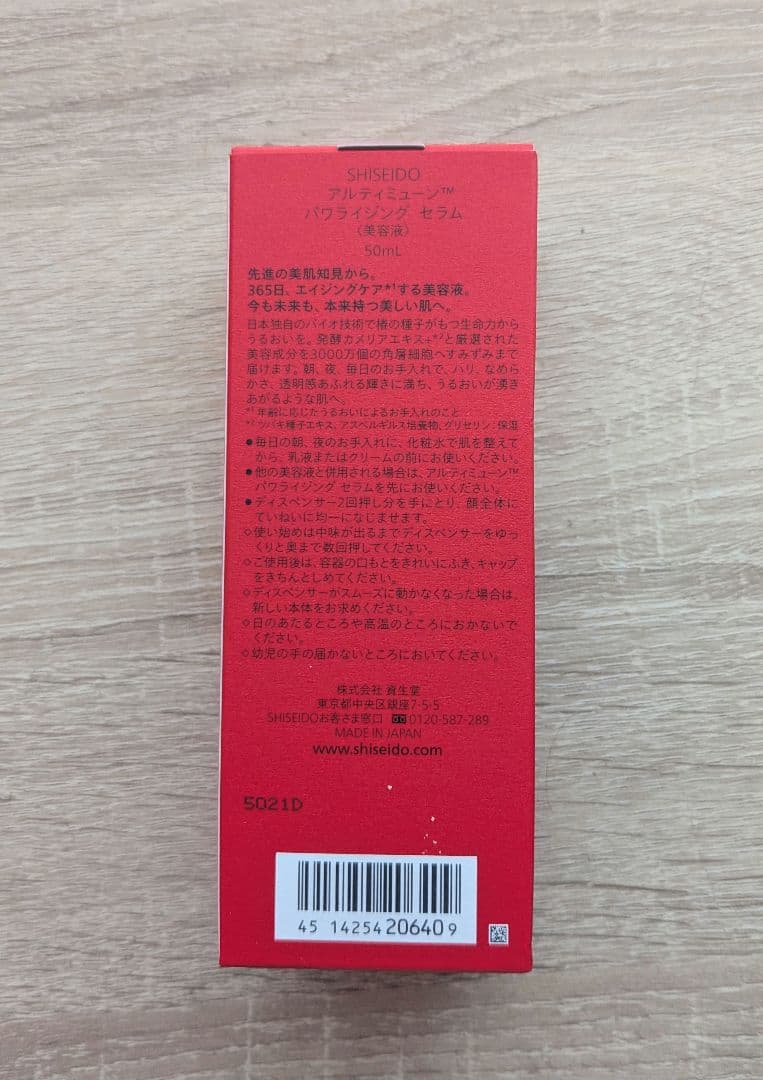 SHISEIDO
アルティミューン™
パワライジング セラム
(美容液)
50mL
先進の美肌知見から。
365日、エイジングケア*1する美容液。
今も未来も、本来持つ美しい肌へ。
日本独自のバイオ技術で椿の種子がもつ生命力から
うるおいを。発酵カメリアエキス+*2と厳選された
美容成分を3000万個の角層細胞へすみずみまで
届けます。朝、夜、毎日のお手入れで、ハリ、なめら
かさ、透明感あふれる輝きに満ち、うるおいが湧き
あがるような肌へ。
*1 年齢に応じたうるおいによるお手入れのこと
*2 ツバキ種子エキス、アスペルギルス培養物、グリセリン:保湿
●毎日の朝、夜のお手入れに、化粧水で肌を整えて
から、乳液またはクリームの前にお使いください。
●他の美容液と併用される場合は、アルティミューン™
パワライジング セラムを先にお使いください。
●ディスペンサー2回押し分を手にとり、顔全体に
ていねいに均一になじませます。
◇使い始めは中味が出るまでディスペンサーをゆっ
くりと奥まで数回押してください。
◇ご使用後は、容器の口もとをきれいにふき、キャップ
をきちんとしめてください。
◇ディスペンサーがスムーズに動かなくなった場合は、
新しい本体をお求めください。
◇日のあたるところや高温のところにおかないで
ください。
◇幼児の手の届かないところにおいてください。
株式会社 資生堂
東京都中央区銀座7-5-5
SHISEIDOお客さま窓口 0120-587-289
MADE IN JAPAN
www.shiseido.com
5021D
45 14254 20640 9